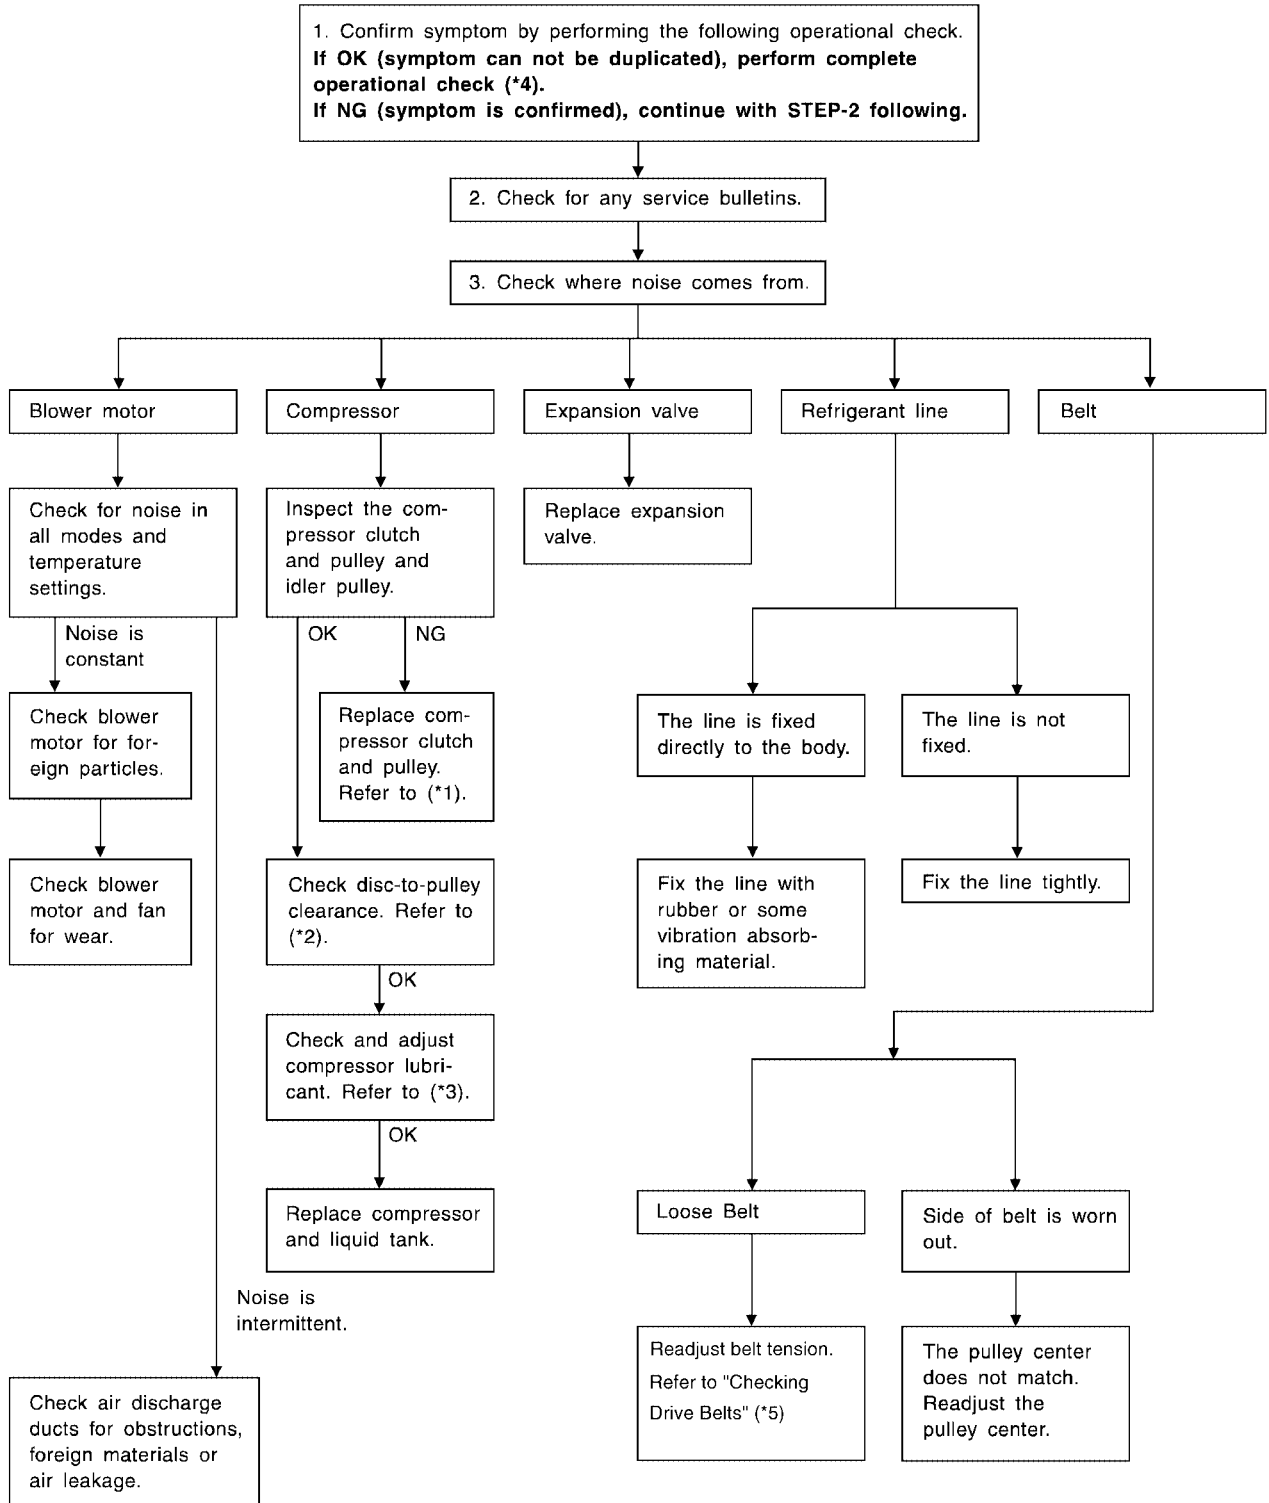 1. Confirm symptom by performing the following operational check.
If OK (symptom can not be duplicated), perform complete
operational check (*4).
If NG (symptom is confirmed), continue with STEP-2 following.
2. Check for any service bulletins.
3. Check where noise comes from.
Blower motor
Compressor
Expansion valve
Refrigerant line
Belt
Check for noise in
all modes and
temperature
settings.
Inspect the com-
pressor clutch
and pulley and
idler pulley.
Replace expansion
valve.
Noise is
constant
OK
NG
Check blower
motor for for-
eign particles.
Replace com-
pressor clutch
and pulley.
Refer to (*1).
The line is fixed
directly to the body.
The line is not
fixed.
Check blower
motor and fan
for wear.
Check disc-to-pulley
clearance. Refer to
(*2).
Fix the line with
rubber or some
vibration absorb-
ing material.
Fix the line tightly.
OK
Check and adjust
compressor lubri-
cant. Refer to (*3).
OK
Replace compressor
and liquid tank.
Loose Belt
Side of belt is worn
out.
Noise is
intermittent.
Readjust belt tension.
Refer to "Checking
Drive Belts" (*5)
The pulley center
does not match.
Readjust the
pulley center.
Check air discharge
ducts for obstructions,
foreign materials or
air leakage.